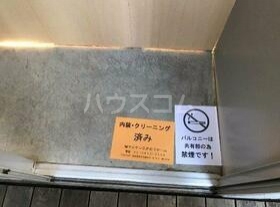 ハウスコム
内装・クリーニング
済み
バルコニーは
共有部の為
禁煙です！